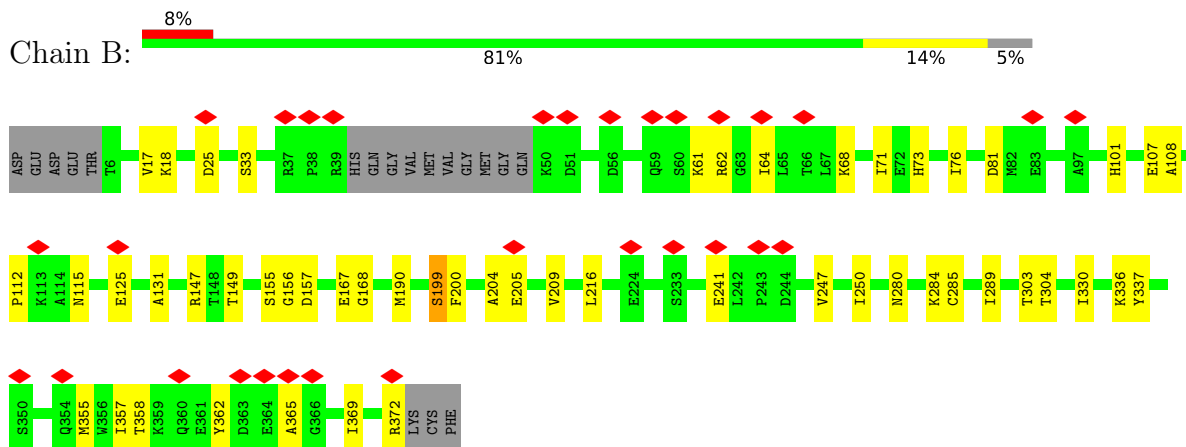 8%
Chain B:
81% 14% 5%
ASP GLU ASP GLU THR T6 V17 K18 D25 S33 R37 P38 R39 HIS GLN GLY VAL MET VAL GLY MET GLY GLN K50 D51 D56 Q59 S60 K61 R62 G63 I64 L65 T66 L67 K68 I71 E72 H73 I76 D81 M82 E83 A97 H101 E107 A108
P112 K113 A114 N115 E125 A131 R147 T148 T149 S155 G156 D157 E167 G168 M190 S199 F200 A204 E205 V209 L216 E224 S233 E241 L242 P243 D244 V247 I250 N280 K284 C285 I289 T303 T304 I330 K336 Y337
S350 Q354 M355 W356 I357 T358 K359 Q360 E361 Y362 D363 E364 A365 G366 I369 R372 LYS CYS PHE